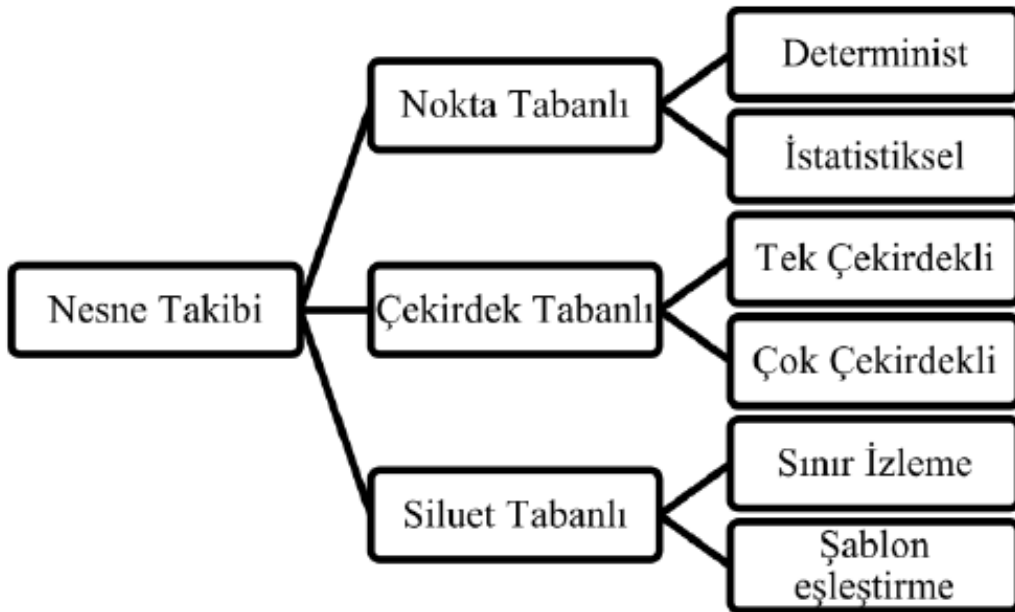 Nesne Takibi
Nokta Tabanlı
Determinist
İstatistiksel
Çekirdek Tabanlı
Tek Çekirdekli
Çok Çekirdekli
Siluet Tabanlı
Sınır İzleme
Şablon
eşleştirme